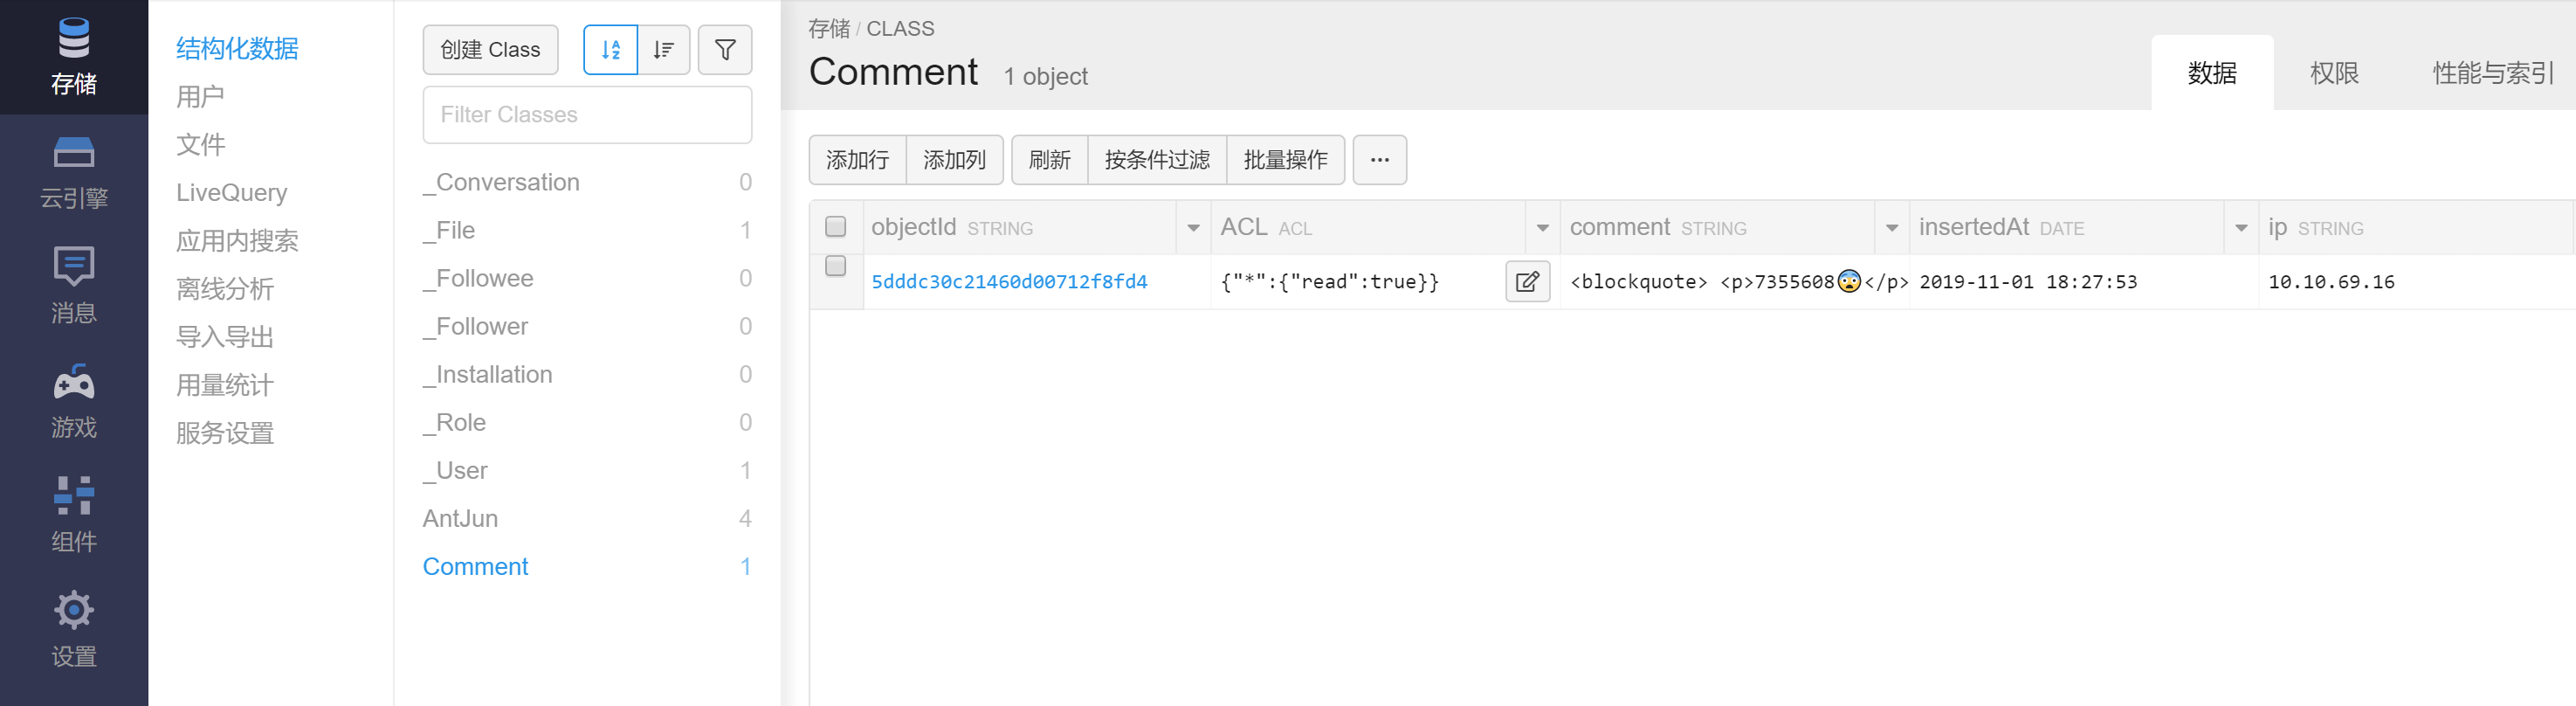 存储
云引擎
消息
游戏
组件
设置
结构化数据
用户
文件
LiveQuery
应用内搜索
离线分析
导入导出
用量统计
服务设置
创建 Class
Filter Classes
_Conversation 0
_File 1
_Followee 0
_Follower 0
_Installation 0
_Role 0
_User 1
AntJun 4
Comment 1
存储 / CLASS
Comment 1 object
数据 权限 性能与索引
添加行 添加列 刷新 按条件过滤 批量操作 ···
objectId STRING ACL ACL comment STRING insertedAt DATE ip STRING
5dddc30c21460d00712f8fd4 {"*":{"read":true}} <blockquote> <p>7355608😨</p> 2019-11-01 18:27:53 10.10.69.16